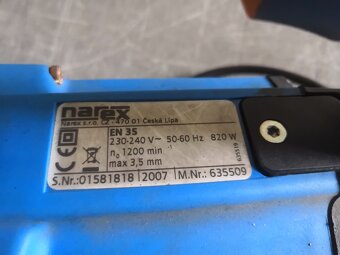 narex
Narex s.r.o. CZ - 470 01 Česká Lípa
EN 35
230-240 V~ 50-60 Hz 820 W
n₀ 1200 min
max 3,5 mm
635519
S.Nr.:01581818 2007 M.Nr.: 635509